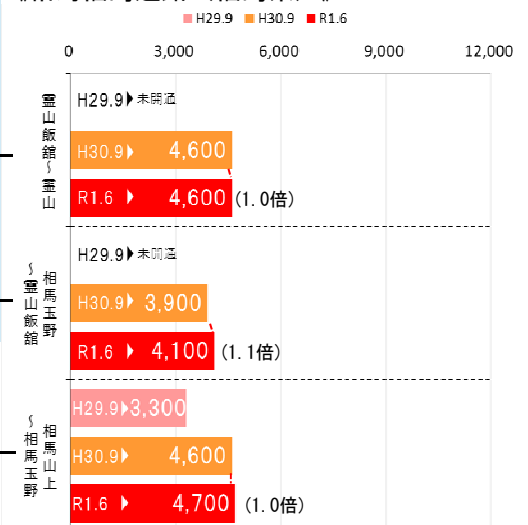 H29.9 H30.9 R1.6
0 3,000 6,000 9,000 12,000
霊山飯舘～霊山
H29.9 未開通
H30.9 4,600
R1.6 4,600 (1.0倍)
相馬玉野～霊山飯舘
H29.9 未開通
H30.9 3,900
R1.6 4,100 (1.1倍)
相馬山上～相馬玉野
H29.9 3,300
H30.9 4,600
R1.6 4,700 (1.0倍)